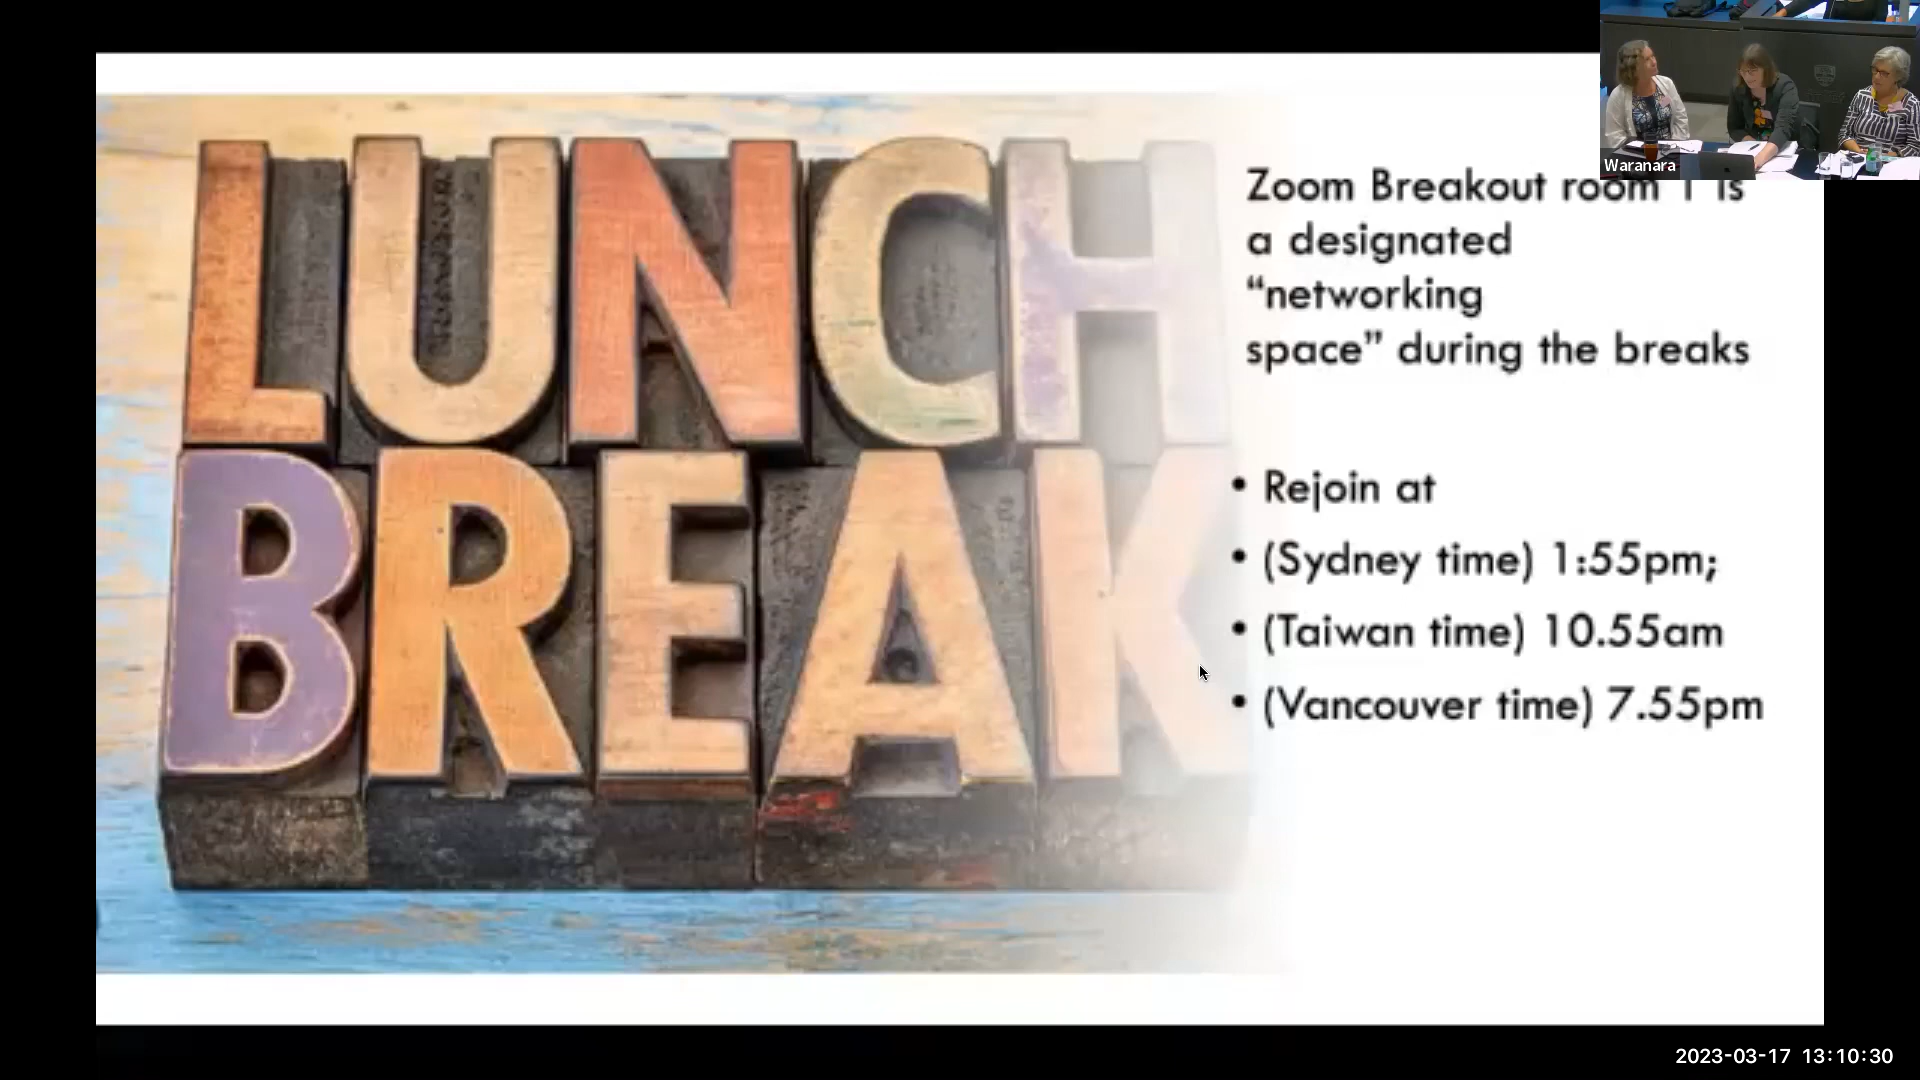 LUNCH
BREAK
Zoom Breakout room 1 is
a designated
“networking
space” during the breaks
• Rejoin at
• (Sydney time) 1:55pm;
• (Taiwan time) 10.55am
• (Vancouver time) 7.55pm
Waranara
2023-03-17 13:10:30